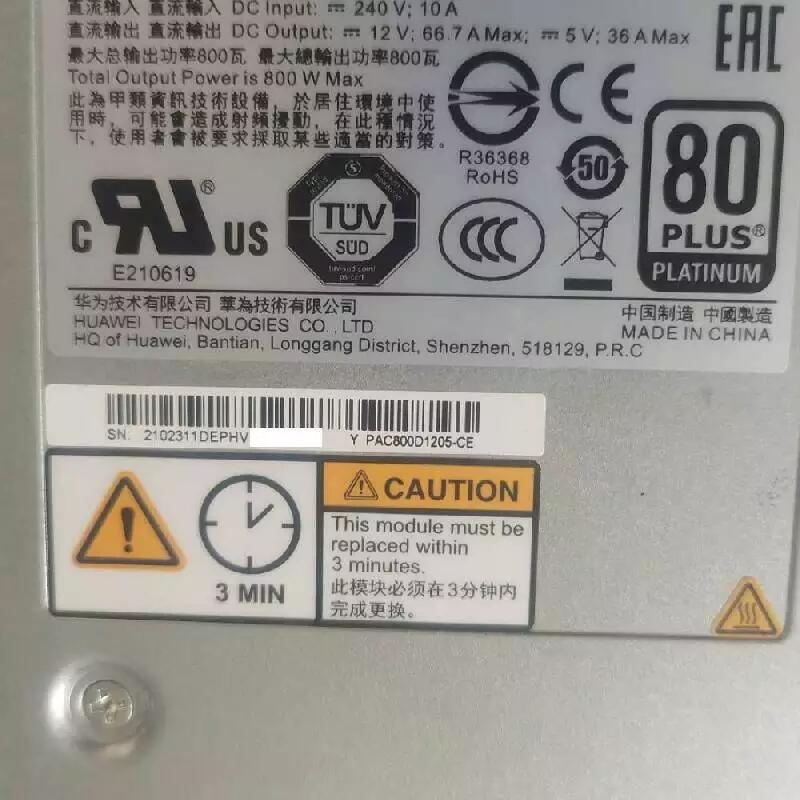 直流输入 直流輸入 DC Input: ⎓ 240 V; 10 A
直流输出 直流輸出 DC Output: ⎓ 12 V; 66.7 A Max; ⎓ 5 V; 36 A Max
最大总输出功率800瓦 最大總輸出功率800瓦
Total Output Power is 800 W Max
此為甲類資訊技術設備，於居住環境中使
用時，可能會造成射頻擾動，在此種情況
下，使用者會被要求採取某些適當的對策。
EAC
CE
R36368
RoHS
50
80
PLUS®
PLATINUM
C RU® US
E210619
TÜV
SÜD
CCC
华为技术有限公司 華為技術有限公司
HUAWEI TECHNOLOGIES CO., LTD
HQ of Huawei, Bantian, Longgang District, Shenzhen, 518129, P.R.C
中国制造 中國製造
MADE IN CHINA
SN: 2102311DEPHV
Y PAC800D1205-CE
3 MIN
CAUTION
This module must be
replaced within
3 minutes.
此模块必须在3分钟内
完成更换。